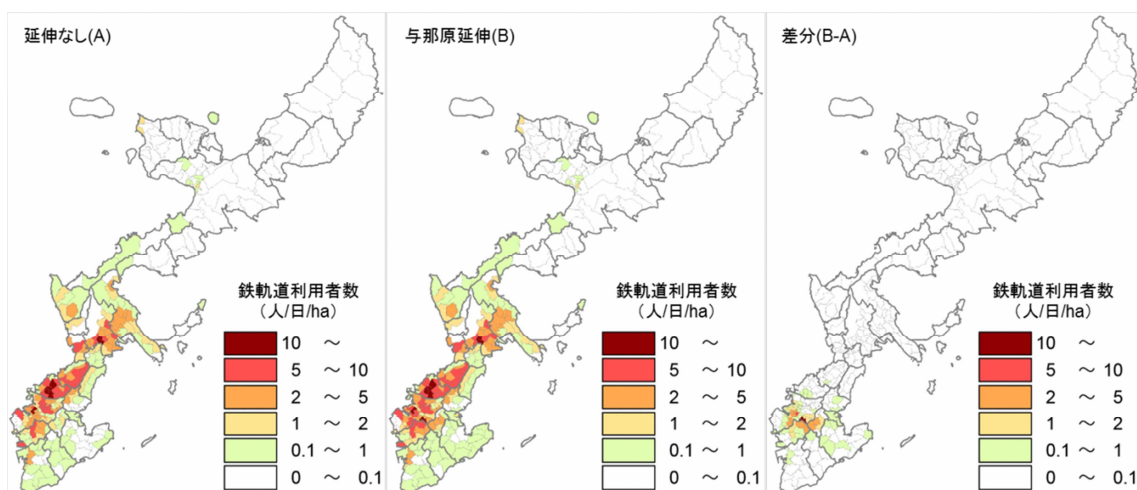 延伸なし(A)
鉄軌道利用者数
(人/日/ha)
10 ～
5 ～ 10
2 ～ 5
1 ～ 2
0.1 ～ 1
0 ～ 0.1
与那原延伸(B)
鉄軌道利用者数
(人/日/ha)
10 ～
5 ～ 10
2 ～ 5
1 ～ 2
0.1 ～ 1
0 ～ 0.1
差分(B-A)
鉄軌道利用者数
(人/日/ha)
10 ～
5 ～ 10
2 ～ 5
1 ～ 2
0.1 ～ 1
0 ～ 0.1